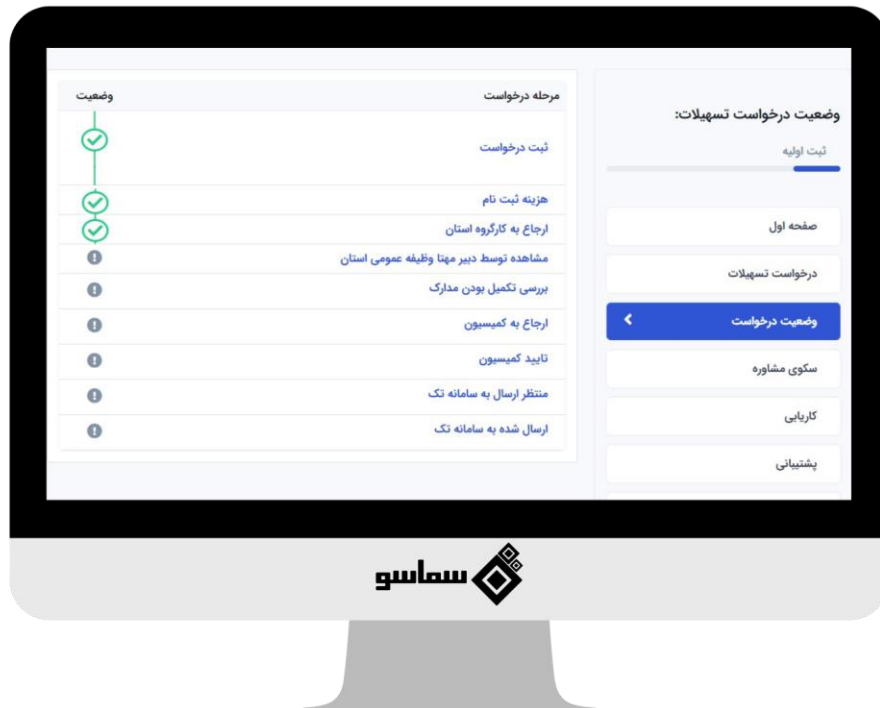 وضعیت درخواست تسهیلات:
ثبت اولیه
صفحه اول
درخواست تسهیلات
وضعیت درخواست
سکوی مشاوره
کاریابی
پشتیبانی
مرحله درخواست وضعیت
ثبت درخواست
هزینه ثبت نام
ارجاع به کارگروه استان
مشاهده توسط دبیر مهتا وظیفه عمومی استان
بررسی تکمیل بودن مدارک
ارجاع به کمیسیون
تایید کمیسیون
منتظر ارسال به سامانه تک
ارسال شده به سامانه تک
سماسو